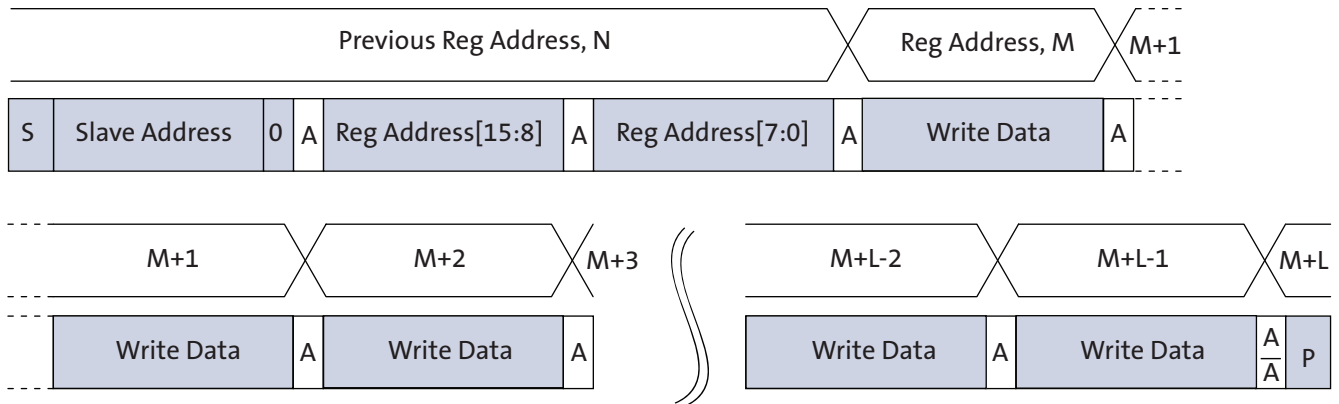 Previous Reg Address, N Reg Address, M M+1
S Slave Address 0 A Reg Address[15:8] A Reg Address[7:0] A Write Data A
M+1 M+2 M+3 M+L-2 M+L-1 M+L
Write Data A Write Data A Write Data A Write Data A/A̅ P